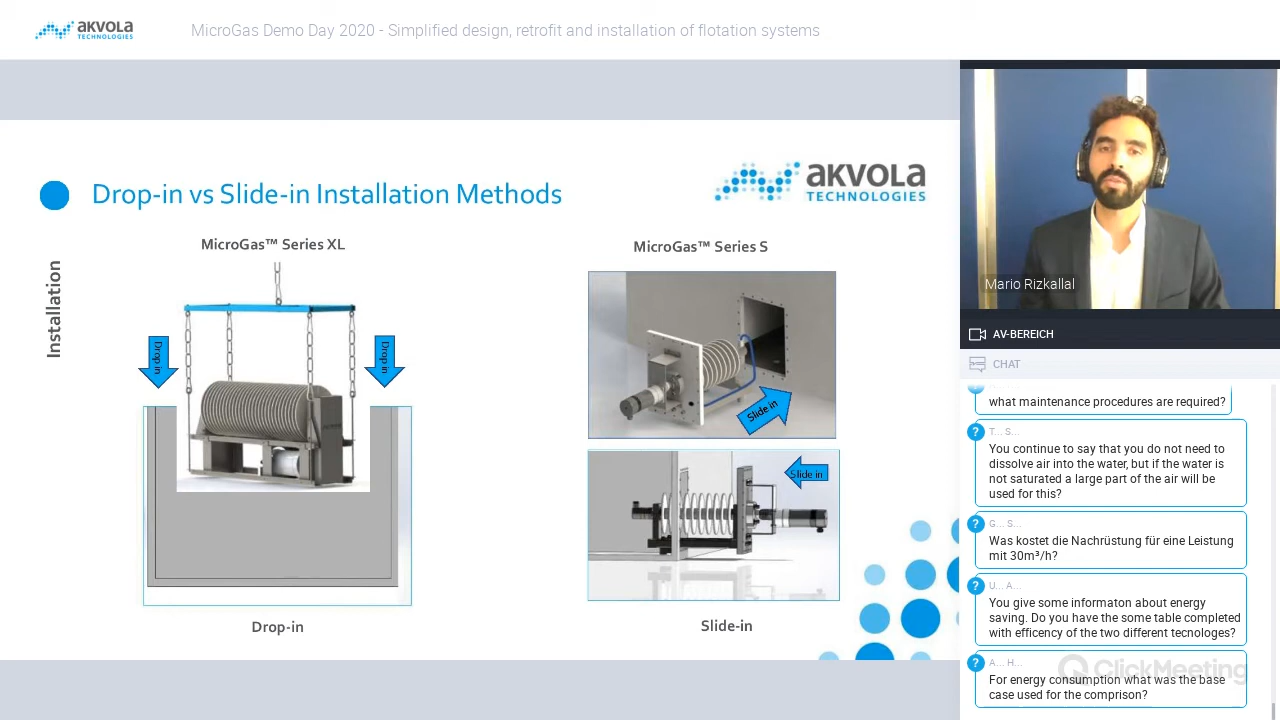 akvola
TECHNOLOGIES
MicroGas Demo Day 2020 - Simplified design, retrofit and installation of flotation systems
Drop-in vs Slide-in Installation Methods
akvola
TECHNOLOGIES
Installation
MicroGas™ Series XL
Drop-in
Drop-in
Drop-in
MicroGas™ Series S
Slide in
Slide in
Slide-in
Mario Rizkallal
AV-BEREICH
CHAT
what maintenance procedures are required?
? T... S...
You continue to say that you do not need to
dissolve air into the water, but if the water is
not saturated a large part of the air will be
used for this?
? G... S...
Was kostet die Nachrüstung für eine Leistung
mit 30m³/h?
? U... A...
You give some informaton about energy
saving. Do you have the some table completed
with efficency of the two different tecnologes?
? A... H...
For energy consumption what was the base
case used for the comprison?
ClickMeeting